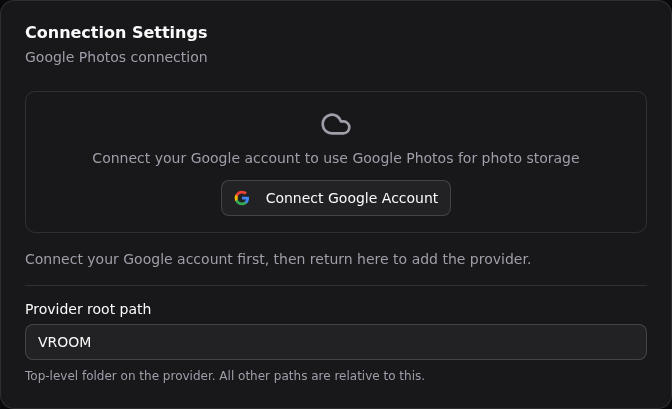 Connection Settings
Google Photos connection
Connect your Google account to use Google Photos for photo storage
Connect Google Account
Connect your Google account first, then return here to add the provider.
Provider root path
VROOM
Top-level folder on the provider. All other paths are relative to this.